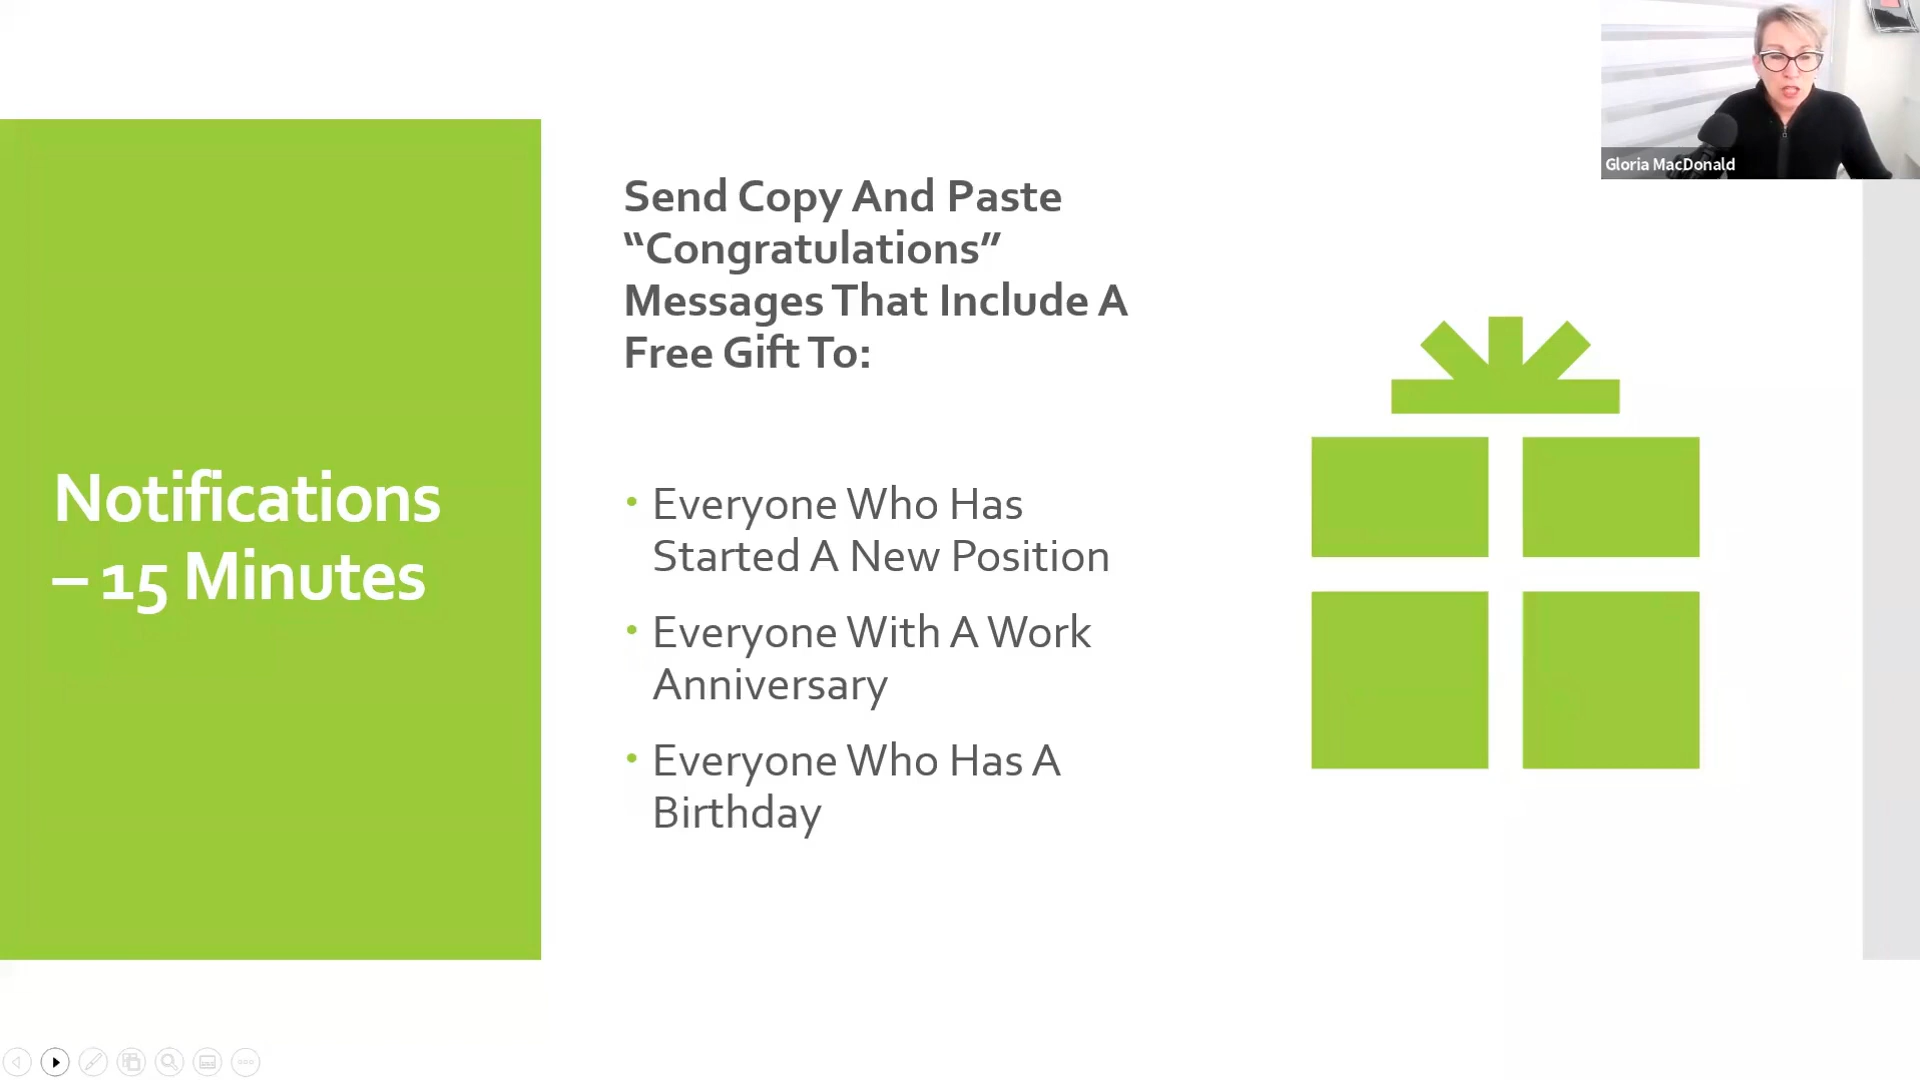 Gloria MacDonald
Send Copy And Paste
“Congratulations”
Messages That Include A
Free Gift To:
Notifications
– 15 Minutes
• Everyone Who Has
Started A New Position
• Everyone With A Work
Anniversary
• Everyone Who Has A
Birthday